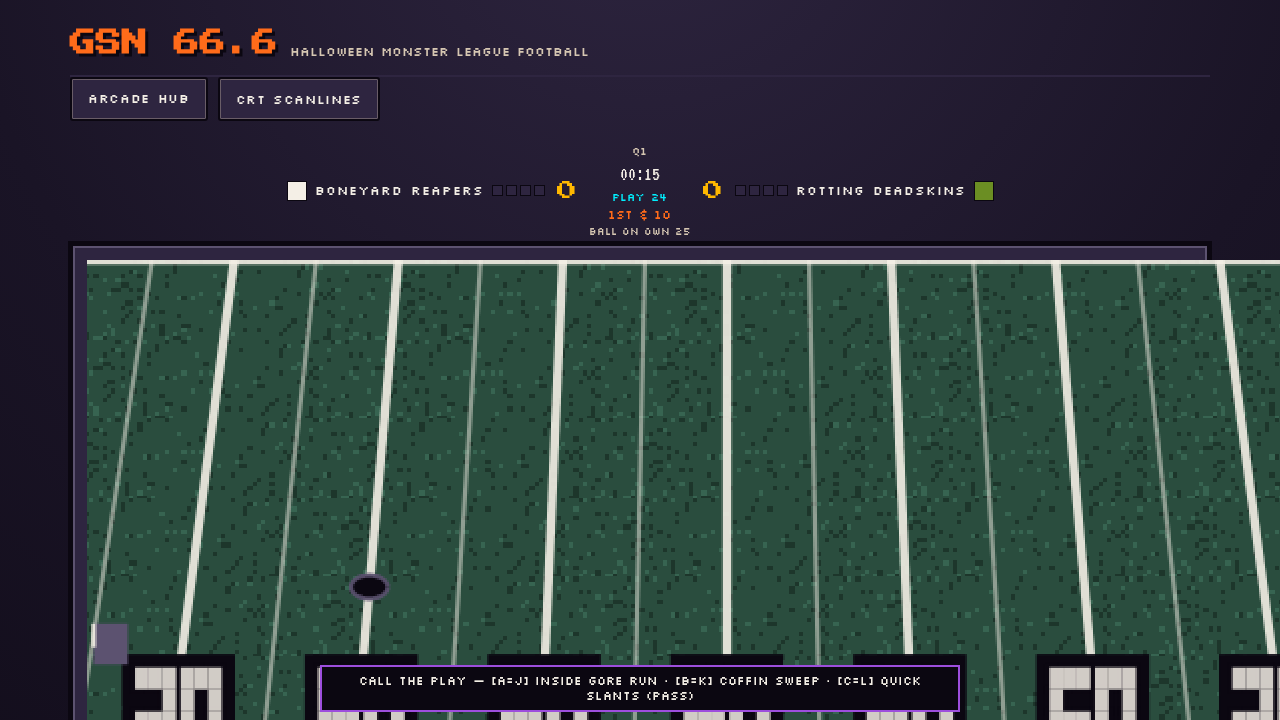 GSN 66.6
HALLOWEEN MONSTER LEAGUE FOOTBALL
ARCADE HUB
CRT SCANLINES
Q1
00:15
BONEYARD REAPERS 0
PLAY 24
0 ROTTING DEADSKINS
1ST & 10
BALL ON OWN 25
CALL THE PLAY — [A=J] INSIDE GORE RUN · [B=K] COFFIN SWEEP · [C=L] QUICK
SLANTS (PASS)